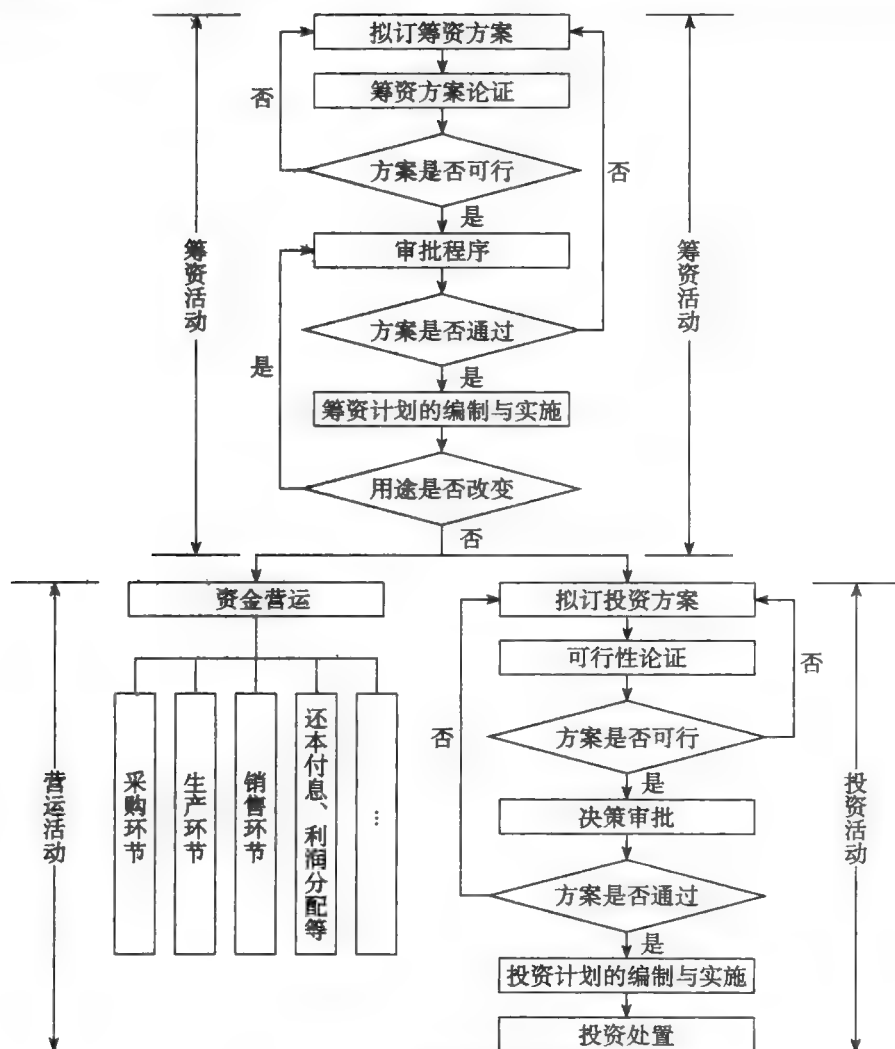 拟订筹资方案
否
筹资方案论证
方案是否可行
否
是
审批程序
筹资活动
筹资活动
方案是否通过
是
是
筹资计划的编制与实施
用途是否改变
否
资金营运
拟订投资方案
可行性论证
否
否
方案是否可行
采购环节
生产环节
销售环节
还本付息、利润分配等
…
是
营运活动
决策审批
投资活动
方案是否通过
是
投资计划的编制与实施
投资处置